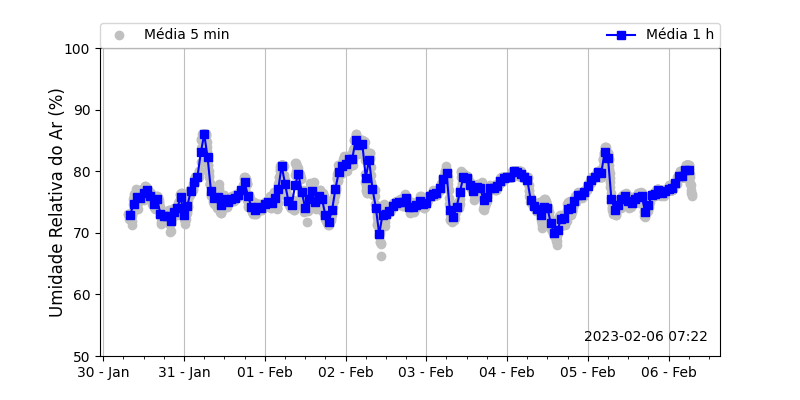 Média 5 min Média 1 h
Umidade Relativa do Ar (%)
100
90
80
70
60
50
2023-02-06 07:22
30 - Jan 31 - Jan 01 - Feb 02 - Feb 03 - Feb 04 - Feb 05 - Feb 06 - Feb